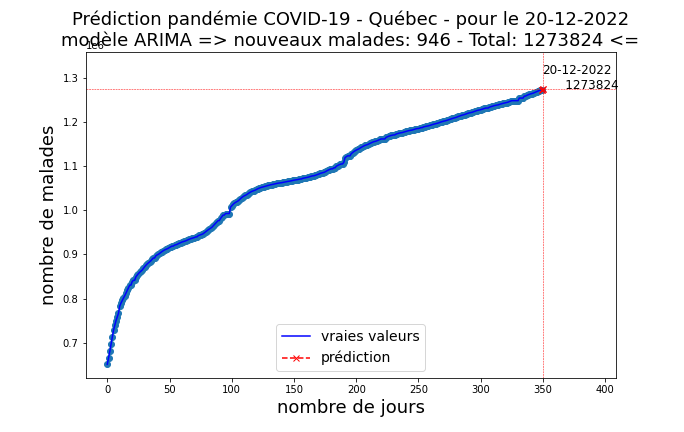 Prédiction pandémie COVID-19 - Québec - pour le 20-12-2022
modèle ARIMA => nouveaux malades: 946 - Total: 1273824 <=
1e6
20-12-2022
1273824
nombre de malades
1.3
1.2
1.1
1.0
0.9
0.8
0.7
vraies valeurs
prédiction
0 50 100 150 200 250 300 350 400
nombre de jours